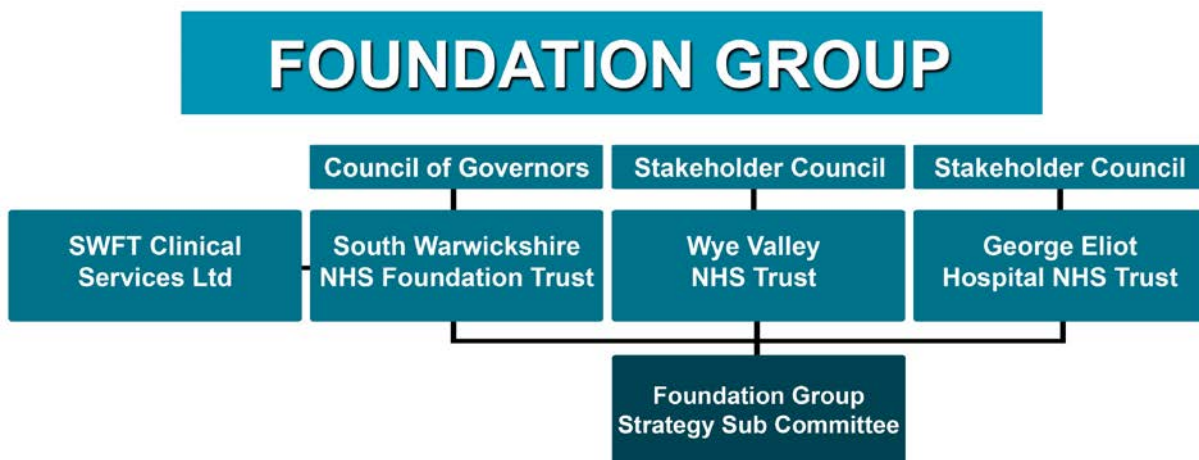 FOUNDATION GROUP
Council of Governors
Stakeholder Council
Stakeholder Council
SWFT Clinical
Services Ltd
South Warwickshire
NHS Foundation Trust
Wye Valley
NHS Trust
George Eliot
Hospital NHS Trust
Foundation Group
Strategy Sub Committee